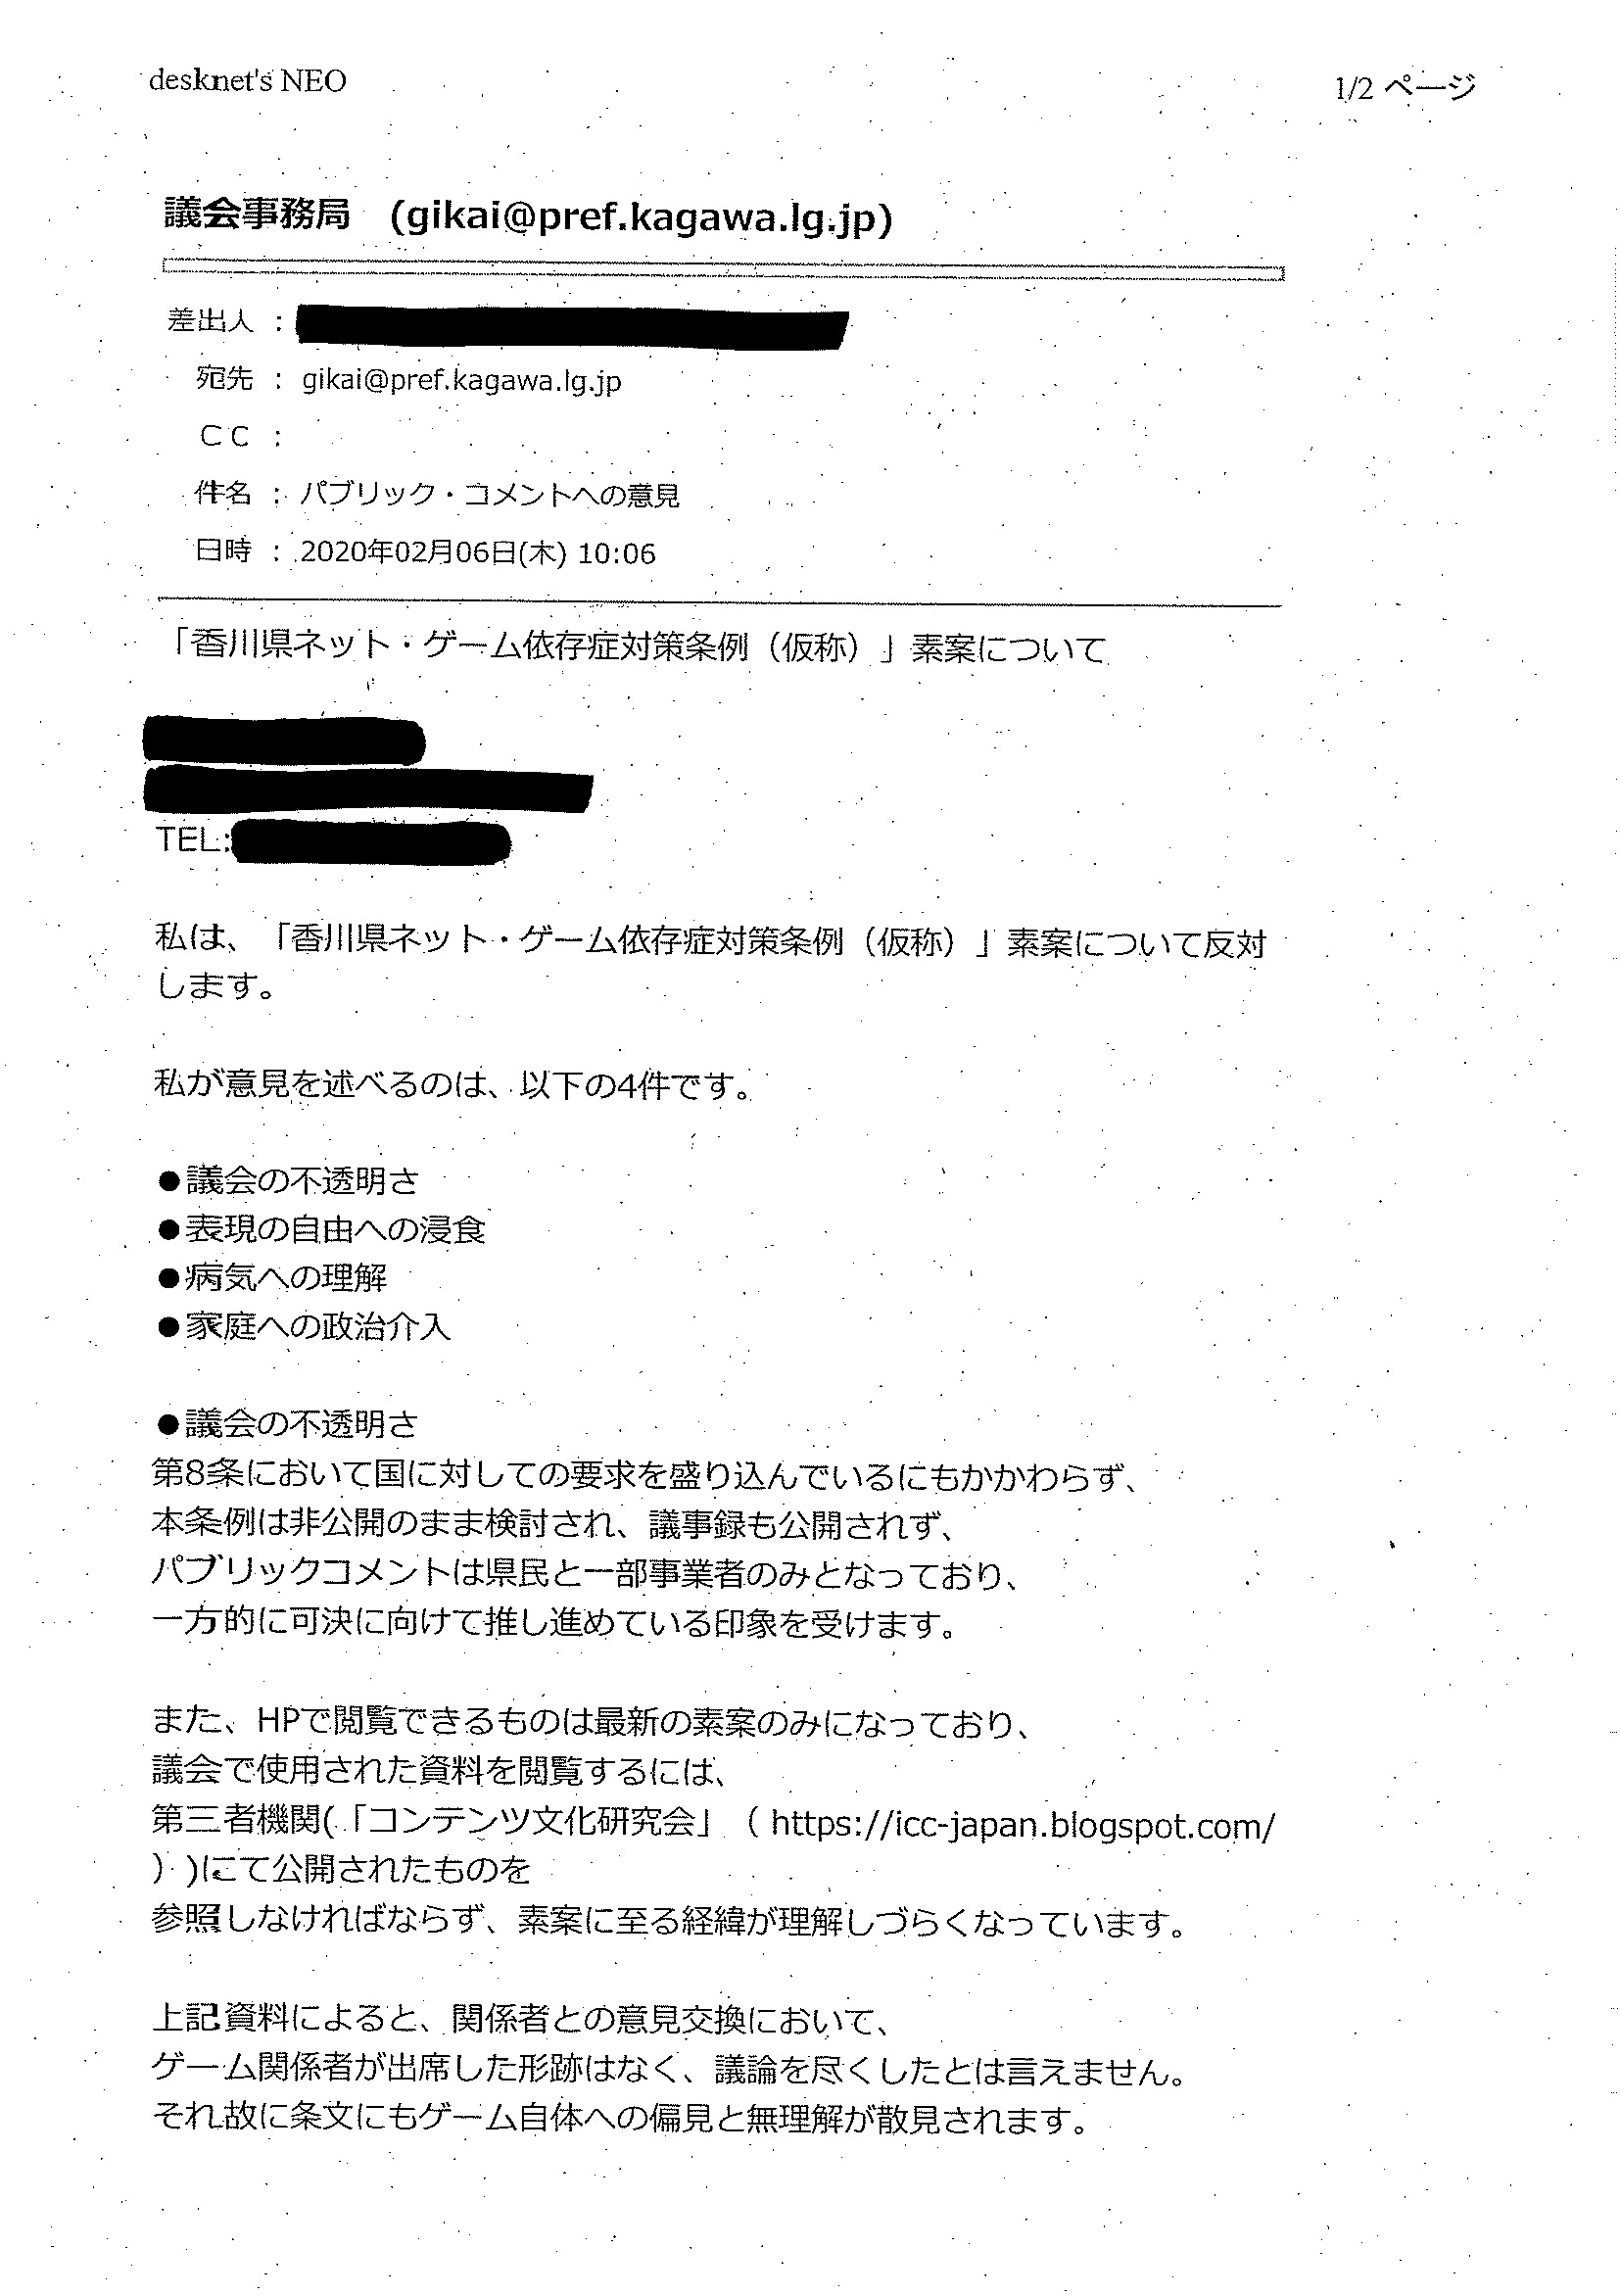 desknet's NEO
1/2 ページ
議会事務局 (gikai@pref.kagawa.lg.jp)
差出人 :
宛先 : gikai@pref.kagawa.lg.jp
CC :
件名 : パブリック・コメントへの意見
日時 : 2020年02月06日(木) 10:06
「香川県ネット・ゲーム依存症対策条例（仮称）」素案について
TEL:
私は、「香川県ネット・ゲーム依存症対策条例（仮称）」素案について反対
します。
私が意見を述べるのは、以下の4件です。
●議会の不透明さ
●表現の自由への浸食
●病気への理解
●家庭への政治介入
●議会の不透明さ
第8条において国に対しての要求を盛り込んでいるにもかかわらず、
本条例は非公開のまま検討され、議事録も公開されず、
パブリックコメントは県民と一部事業者のみとなっており、
一方的に可決に向けて推し進めている印象を受けます。
また、HPで閲覧できるものは最新の素案のみになっており、
議会で使用された資料を閲覧するには、
第三者機関(「コンテンツ文化研究会」（ https://icc-japan.blogspot.com/
）)にて公開されたものを
参照しなければならず、素案に至る経緯が理解しづらくなっています。
上記資料によると、関係者との意見交換において、
ゲーム関係者が出席した形跡はなく、議論を尽くしたとは言えません。
それ故に条文にもゲーム自体への偏見と無理解が散見されます。